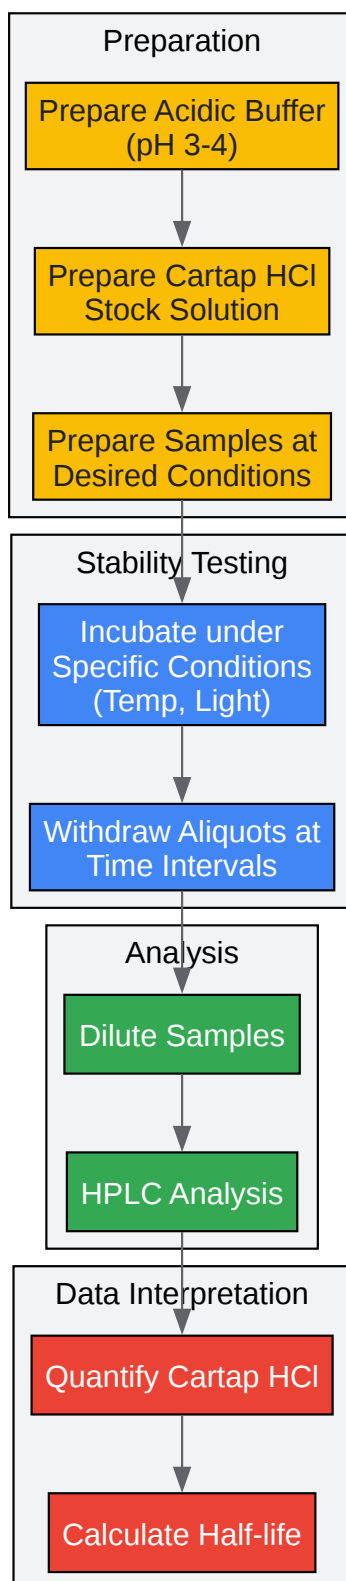 Preparation
Prepare Acidic Buffer
(pH 3-4)
Prepare Cartap HCl
Stock Solution
Prepare Samples at
Desired Conditions
Stability Testing
Incubate under
Specific Conditions
(Temp, Light)
Withdraw Aliquots at
Time Intervals
Analysis
Dilute Samples
HPLC Analysis
Data Interpretation
Quantify Cartap HCl
Calculate Half-life